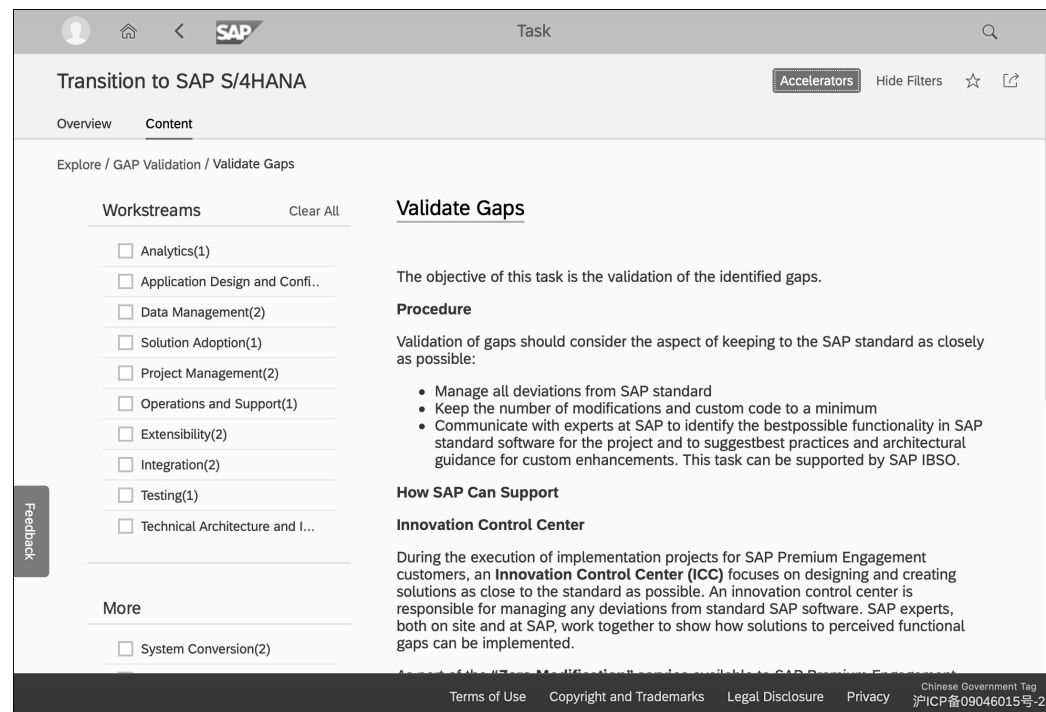 SAP
Task
Transition to SAP S/4HANA
Accelerators
Hide Filters
Overview
Content
Explore / GAP Validation / Validate Gaps
Workstreams
Clear All
Analytics(1)
Application Design and Confi..
Data Management(2)
Solution Adoption(1)
Project Management(2)
Operations and Support(1)
Extensibility(2)
Integration(2)
Testing(1)
Technical Architecture and I...
More
System Conversion(2)
Validate Gaps
The objective of this task is the validation of the identified gaps.
Procedure
Validation of gaps should consider the aspect of keeping to the SAP standard as closely
as possible:
• Manage all deviations from SAP standard
• Keep the number of modifications and custom code to a minimum
• Communicate with experts at SAP to identify the bestpossible functionality in SAP
standard software for the project and to suggestbest practices and architectural
guidance for custom enhancements. This task can be supported by SAP IBSO.
How SAP Can Support
Innovation Control Center
During the execution of implementation projects for SAP Premium Engagement
customers, an Innovation Control Center (ICC) focuses on designing and creating
solutions as close to the standard as possible. An innovation control center is
responsible for managing any deviations from standard SAP software. SAP experts,
both on site and at SAP, work together to show how solutions to perceived functional
gaps can be implemented.
As part of the "Zero Modification" service available to SAP Premium Engagement
Feedback
Terms of Use
Copyright and Trademarks
Legal Disclosure
Privacy
Chinese Government Tag
沪ICP备09046015号-2